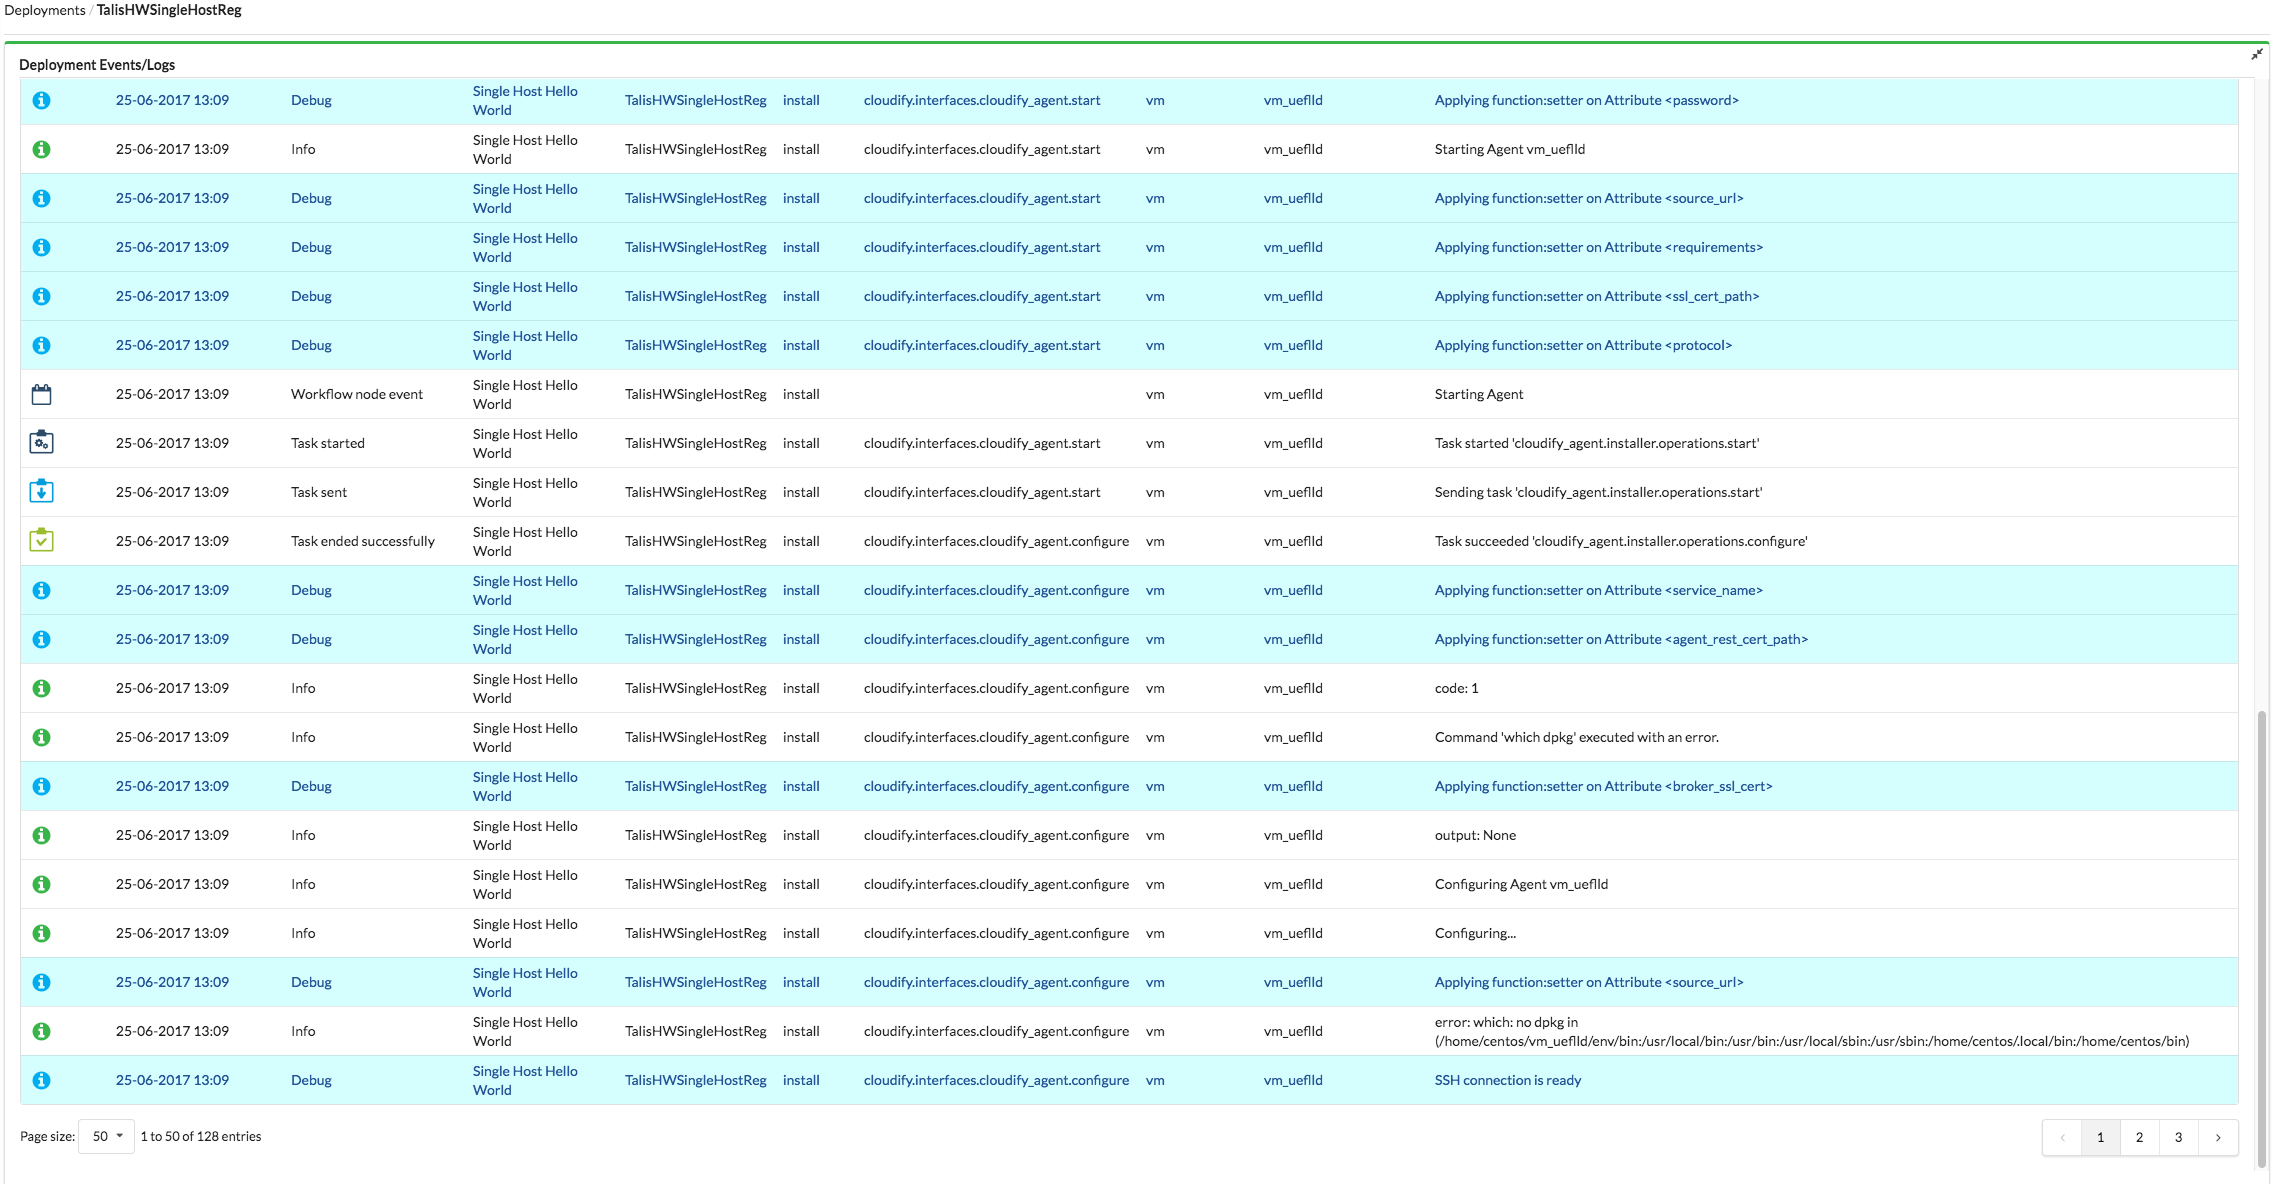 Deployments / TalisHWSingleHostReg
Deployment Events/Logs
25-06-2017 13:09 Debug Single Host Hello World TalisHWSingleHostReg install cloudify.interfaces.cloudify_agent.start vm vm_ueflld Applying function:setter on Attribute <password>
25-06-2017 13:09 Info Single Host Hello World TalisHWSingleHostReg install cloudify.interfaces.cloudify_agent.start vm vm_ueflld Starting Agent vm_ueflld
25-06-2017 13:09 Debug Single Host Hello World TalisHWSingleHostReg install cloudify.interfaces.cloudify_agent.start vm vm_ueflld Applying function:setter on Attribute <source_url>
25-06-2017 13:09 Debug Single Host Hello World TalisHWSingleHostReg install cloudify.interfaces.cloudify_agent.start vm vm_ueflld Applying function:setter on Attribute <requirements>
25-06-2017 13:09 Debug Single Host Hello World TalisHWSingleHostReg install cloudify.interfaces.cloudify_agent.start vm vm_ueflld Applying function:setter on Attribute <ssl_cert_path>
25-06-2017 13:09 Debug Single Host Hello World TalisHWSingleHostReg install cloudify.interfaces.cloudify_agent.start vm vm_ueflld Applying function:setter on Attribute <protocol>
25-06-2017 13:09 Workflow node event Single Host Hello World TalisHWSingleHostReg install vm vm_ueflld Starting Agent
25-06-2017 13:09 Task started Single Host Hello World TalisHWSingleHostReg install cloudify.interfaces.cloudify_agent.start vm vm_ueflld Task started 'cloudify_agent.installer.operations.start'
25-06-2017 13:09 Task sent Single Host Hello World TalisHWSingleHostReg install cloudify.interfaces.cloudify_agent.start vm vm_ueflld Sending task 'cloudify_agent.installer.operations.start'
25-06-2017 13:09 Task ended successfully Single Host Hello World TalisHWSingleHostReg install cloudify.interfaces.cloudify_agent.configure vm vm_ueflld Task succeeded 'cloudify_agent.installer.operations.configure'
25-06-2017 13:09 Debug Single Host Hello World TalisHWSingleHostReg install cloudify.interfaces.cloudify_agent.configure vm vm_ueflld Applying function:setter on Attribute <service_name>
25-06-2017 13:09 Debug Single Host Hello World TalisHWSingleHostReg install cloudify.interfaces.cloudify_agent.configure vm vm_ueflld Applying function:setter on Attribute <agent_rest_cert_path>
25-06-2017 13:09 Info Single Host Hello World TalisHWSingleHostReg install cloudify.interfaces.cloudify_agent.configure vm vm_ueflld code: 1
25-06-2017 13:09 Info Single Host Hello World TalisHWSingleHostReg install cloudify.interfaces.cloudify_agent.configure vm vm_ueflld Command 'which dpkg' executed with an error.
25-06-2017 13:09 Debug Single Host Hello World TalisHWSingleHostReg install cloudify.interfaces.cloudify_agent.configure vm vm_ueflld Applying function:setter on Attribute <broker_ssl_cert>
25-06-2017 13:09 Info Single Host Hello World TalisHWSingleHostReg install cloudify.interfaces.cloudify_agent.configure vm vm_ueflld output: None
25-06-2017 13:09 Info Single Host Hello World TalisHWSingleHostReg install cloudify.interfaces.cloudify_agent.configure vm vm_ueflld Configuring Agent vm_ueflld
25-06-2017 13:09 Info Single Host Hello World TalisHWSingleHostReg install cloudify.interfaces.cloudify_agent.configure vm vm_ueflld Configuring...
25-06-2017 13:09 Debug Single Host Hello World TalisHWSingleHostReg install cloudify.interfaces.cloudify_agent.configure vm vm_ueflld Applying function:setter on Attribute <source_url>
25-06-2017 13:09 Info Single Host Hello World TalisHWSingleHostReg install cloudify.interfaces.cloudify_agent.configure vm vm_ueflld error: which: no dpkg in
(/home/centos/vm_ueflld/env/bin:/usr/local/bin:/usr/bin:/usr/local/sbin:/usr/sbin:/home/centos/.local/bin:/home/centos/bin)
25-06-2017 13:09 Debug Single Host Hello World TalisHWSingleHostReg install cloudify.interfaces.cloudify_agent.configure vm vm_ueflld SSH connection is ready
Page size: 50 1 to 50 of 128 entries
‹ 1 2 3 ›